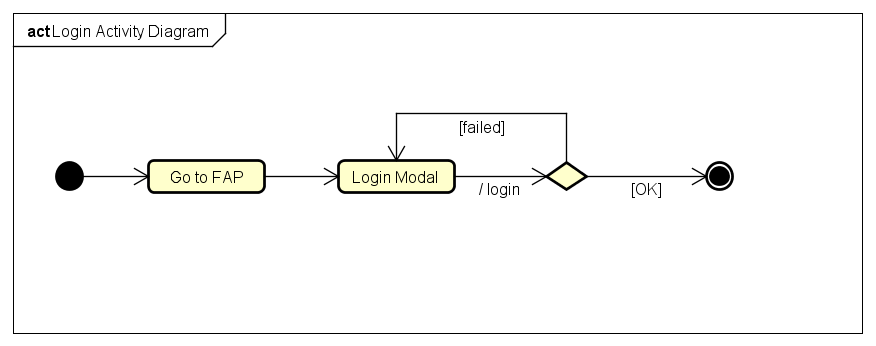 act Login Activity Diagram
[failed]
Go to FAP
Login Modal
/ login
[OK]